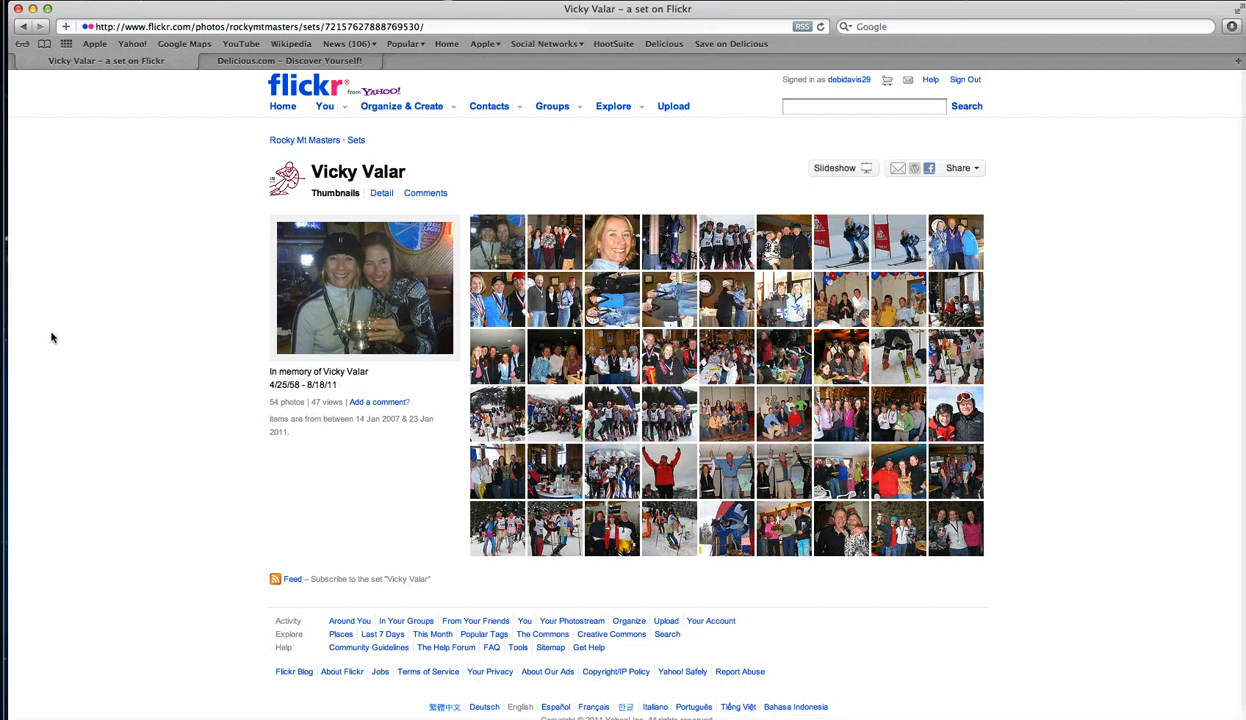 Vicky Valar – a set on Flickr
http://www.flickr.com/photos/rockymtmasters/sets/72157627888769530/
RSS
Google
Apple Yahoo! Google Maps YouTube Wikipedia News (106) Popular Home Apple Social Networks HootSuite Delicious Save on Delicious
Vicky Valar – a set on Flickr
Delicious.com – Discover Yourself!
flickr from YAHOO!
Signed in as debidavis29 Help Sign Out
Home You Organize & Create Contacts Groups Explore Upload
Search
Rocky Mt Masters · Sets
Vicky Valar
Thumbnails Detail Comments
Slideshow
Share
In memory of Vicky Valar
4/25/58 - 8/18/11
54 photos | 47 views | Add a comment?
items are from between 14 Jan 2007 & 23 Jan
2011.
Feed – Subscribe to the set "Vicky Valar"
Activity Around You In Your Groups From Your Friends You Your Photostream Organize Upload Your Account
Explore Places Last 7 Days This Month Popular Tags The Commons Creative Commons Search
Help Community Guidelines The Help Forum FAQ Tools Sitemap Get Help
Flickr Blog About Flickr Jobs Terms of Service Your Privacy About Our Ads Copyright/IP Policy Yahoo! Safely Report Abuse
繁體中文 Deutsch English Español Français 한글 Italiano Português Tiếng Việt Bahasa Indonesia
Copyright © 2011 Yahoo! Inc. All rights reserved.